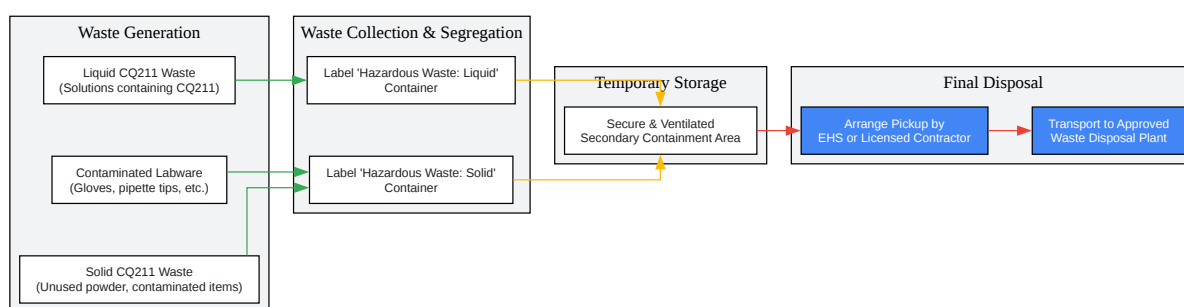 Waste Generation
Liquid CQ211 Waste
(Solutions containing CQ211)
Contaminated Labware
(Gloves, pipette tips, etc.)
Solid CQ211 Waste
(Unused powder, contaminated items)
Waste Collection & Segregation
Label 'Hazardous Waste: Liquid'
Container
Label 'Hazardous Waste: Solid'
Container
Temporary Storage
Secure & Ventilated
Secondary Containment Area
Final Disposal
Arrange Pickup by
EHS or Licensed Contractor
Transport to Approved
Waste Disposal Plant